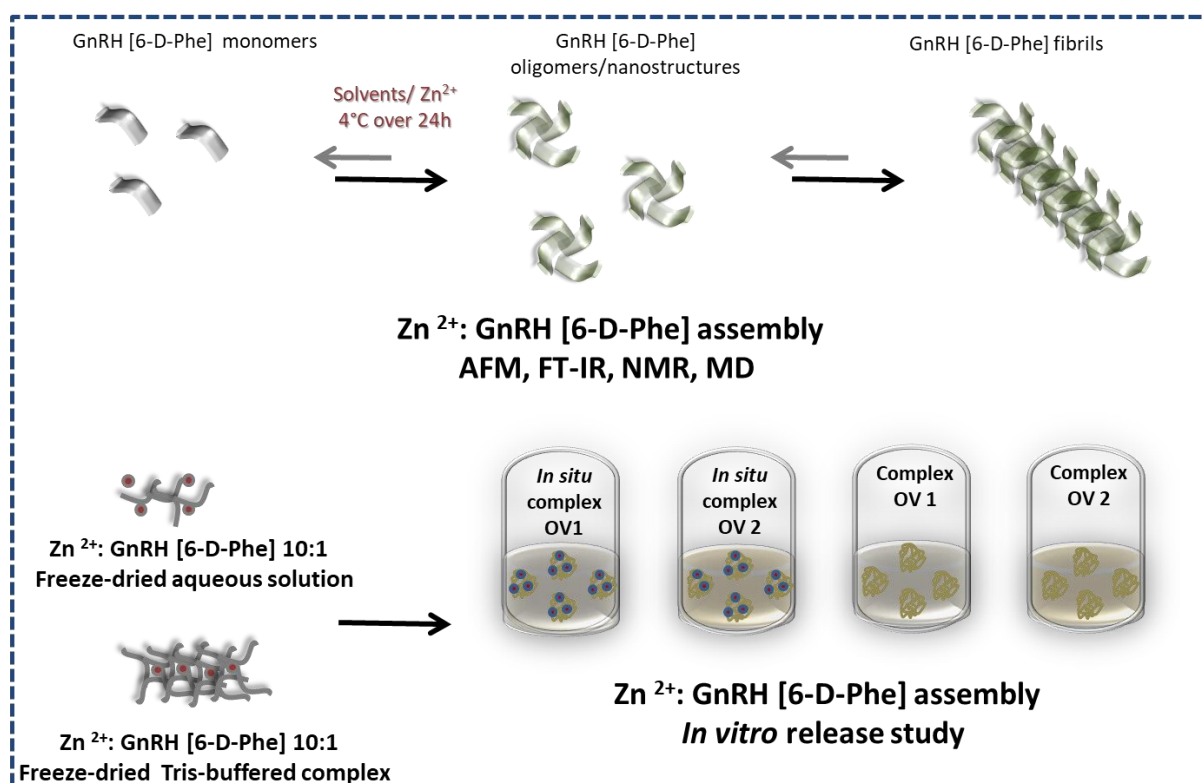 GnRH [6-D-Phe] monomers
GnRH [6-D-Phe]
oligomers/nanostructures
GnRH [6-D-Phe] fibrils
Solvents/ Zn²⁺
4°C over 24h
Zn ²⁺: GnRH [6-D-Phe] assembly
AFM, FT-IR, NMR, MD
In situ
complex
OV1
In situ
complex
OV 2
Complex
OV 1
Complex
OV 2
Zn ²⁺: GnRH [6-D-Phe] 10:1
Freeze-dried aqueous solution
Zn ²⁺: GnRH [6-D-Phe] 10:1
Freeze-dried Tris-buffered complex
Zn ²⁺: GnRH [6-D-Phe] assembly
In vitro release study